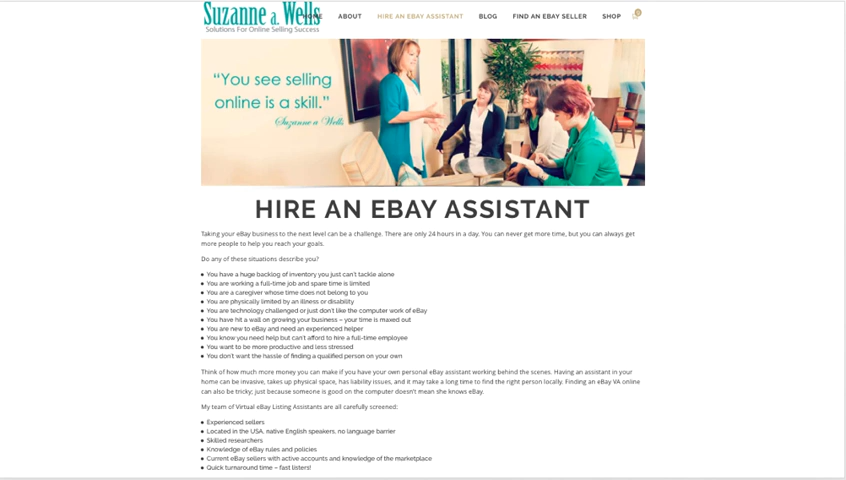 Suzanne a. Wells
Solutions For Online Selling Success
HOME ABOUT HIRE AN EBAY ASSISTANT BLOG FIND AN EBAY SELLER SHOP 0
“You see selling
online is a skill.”
Suzanne a Wells
HIRE AN EBAY ASSISTANT
Taking your eBay business to the next level can be a challenge. There are only 24 hours in a day. You can never get more time, but you can always get
more people to help you reach your goals.
Do any of these situations describe you?
• You have a huge backlog of inventory you just can't tackle alone
• You are working a full-time job and spare time is limited
• You are a caregiver whose time does not belong to you
• You are physically limited by an illness or disability
• You are technology challenged or just don't like the computer work of eBay
• You have hit a wall on growing your business – your time is maxed out
• You are new to eBay and need an experienced helper
• You know you need help but can't afford to hire a full-time employee
• You want to be more productive and less stressed
• You don't want the hassle of finding a qualified person on your own
Think of how much more money you can make if you have your own personal eBay assistant working behind the scenes. Having an assistant in your
home can be invasive, takes up physical space, has liability issues, and it may take a long time to find the right person locally. Finding an eBay VA online
can also be tricky; just because someone is good on the computer doesn't mean she knows eBay.
My team of Virtual eBay Listing Assistants are all carefully screened:
• Experienced sellers
• Located in the USA, native English speakers, no language barrier
• Skilled researchers
• Knowledge of eBay rules and policies
• Current eBay sellers with active accounts and knowledge of the marketplace
• Quick turnaround time – fast listers!